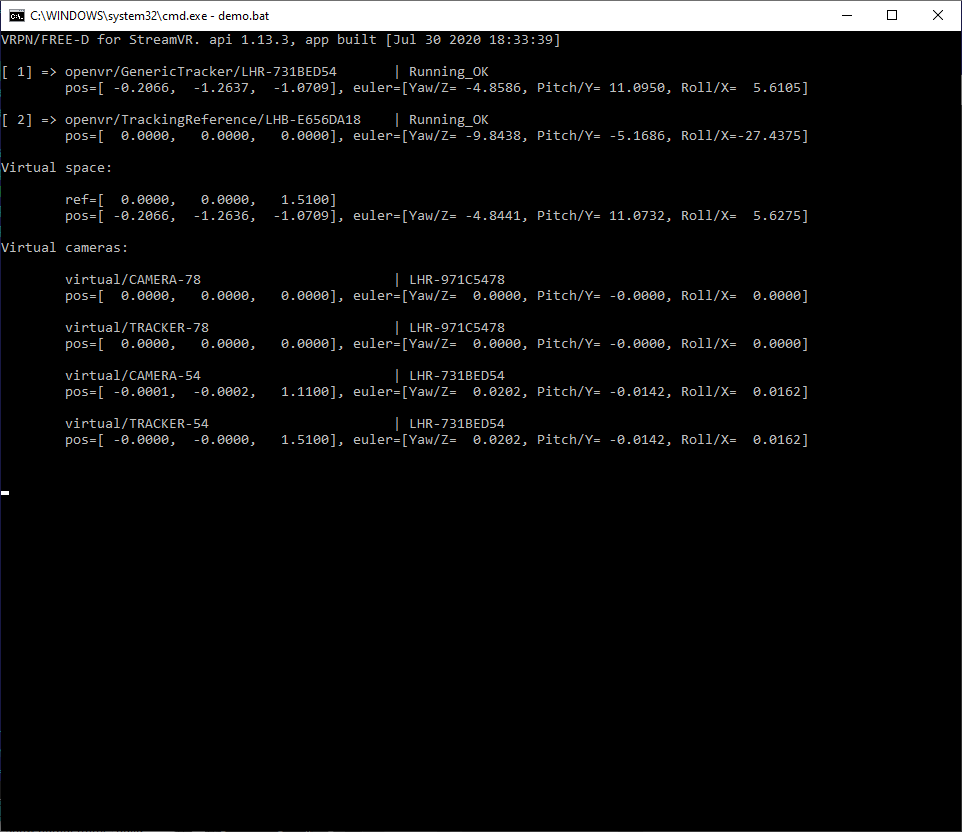 C:\WINDOWS\system32\cmd.exe - demo.bat
VRPN/FREE-D for StreamVR. api 1.13.3, app built [Jul 30 2020 18:33:39]
[ 1] => openvr/GenericTracker/LHR-731BED54       | Running_OK
        pos=[ -0.2066,  -1.2637,  -1.0709], euler=[Yaw/Z= -4.8586, Pitch/Y= 11.0950, Roll/X=  5.6105]
[ 2] => openvr/TrackingReference/LHB-E656DA18    | Running_OK
        pos=[  0.0000,   0.0000,   0.0000], euler=[Yaw/Z= -9.8438, Pitch/Y= -5.1686, Roll/X=-27.4375]
Virtual space:
        ref=[  0.0000,   0.0000,   1.5100]
        pos=[ -0.2066,  -1.2636,  -1.0709], euler=[Yaw/Z= -4.8441, Pitch/Y= 11.0732, Roll/X=  5.6275]
Virtual cameras:
        virtual/CAMERA-78                        | LHR-971C5478
        pos=[  0.0000,   0.0000,   0.0000], euler=[Yaw/Z=  0.0000, Pitch/Y= -0.0000, Roll/X=  0.0000]
        virtual/TRACKER-78                       | LHR-971C5478
        pos=[  0.0000,   0.0000,   0.0000], euler=[Yaw/Z=  0.0000, Pitch/Y= -0.0000, Roll/X=  0.0000]
        virtual/CAMERA-54                        | LHR-731BED54
        pos=[ -0.0001,  -0.0002,   1.1100], euler=[Yaw/Z=  0.0202, Pitch/Y= -0.0142, Roll/X=  0.0162]
        virtual/TRACKER-54                       | LHR-731BED54
        pos=[ -0.0000,  -0.0000,   1.5100], euler=[Yaw/Z=  0.0202, Pitch/Y= -0.0142, Roll/X=  0.0162]